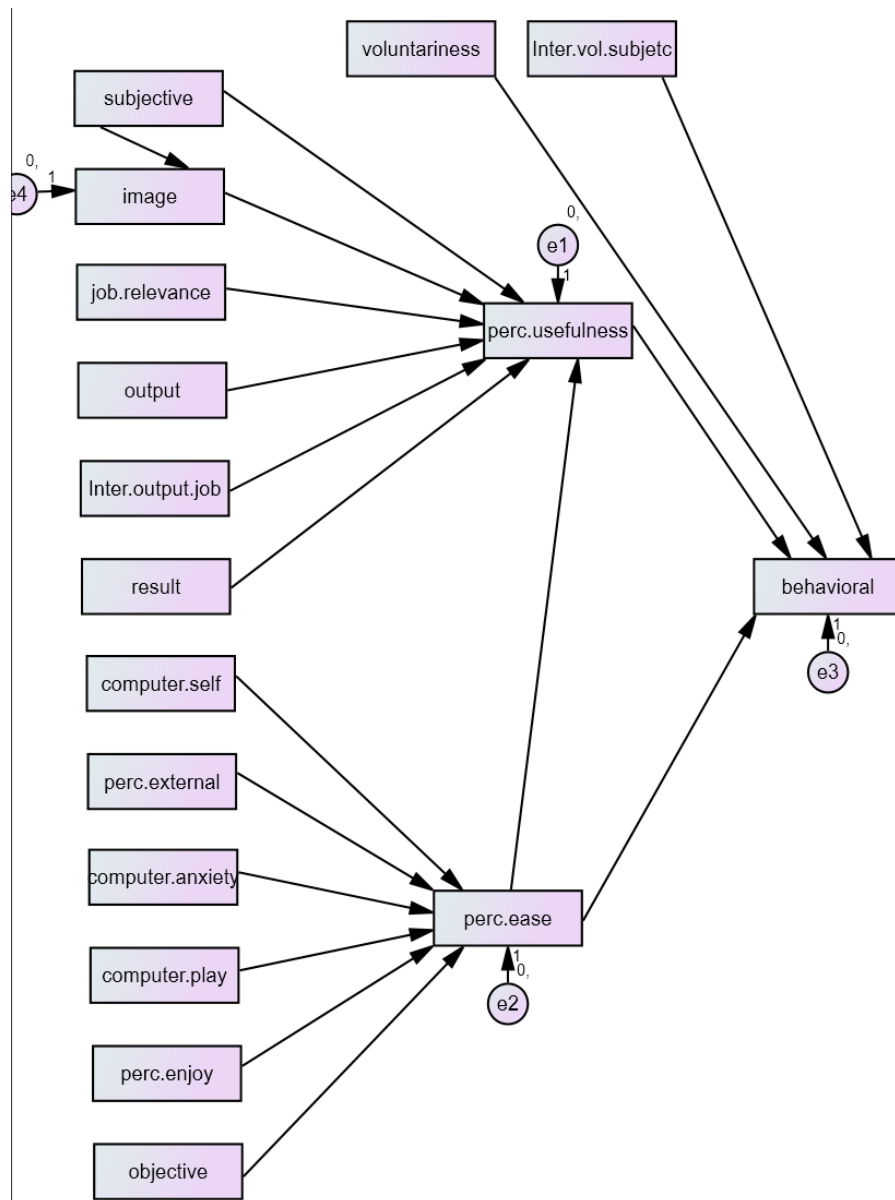 voluntariness
Inter.vol.subjetc
subjective
0,
1
e4
image
0,
e1
1
job.relevance
perc.usefulness
output
Inter.output.job
result
behavioral
1
0,
e3
computer.self
perc.external
computer.anxiety
perc.ease
1
0,
e2
computer.play
perc.enjoy
objective